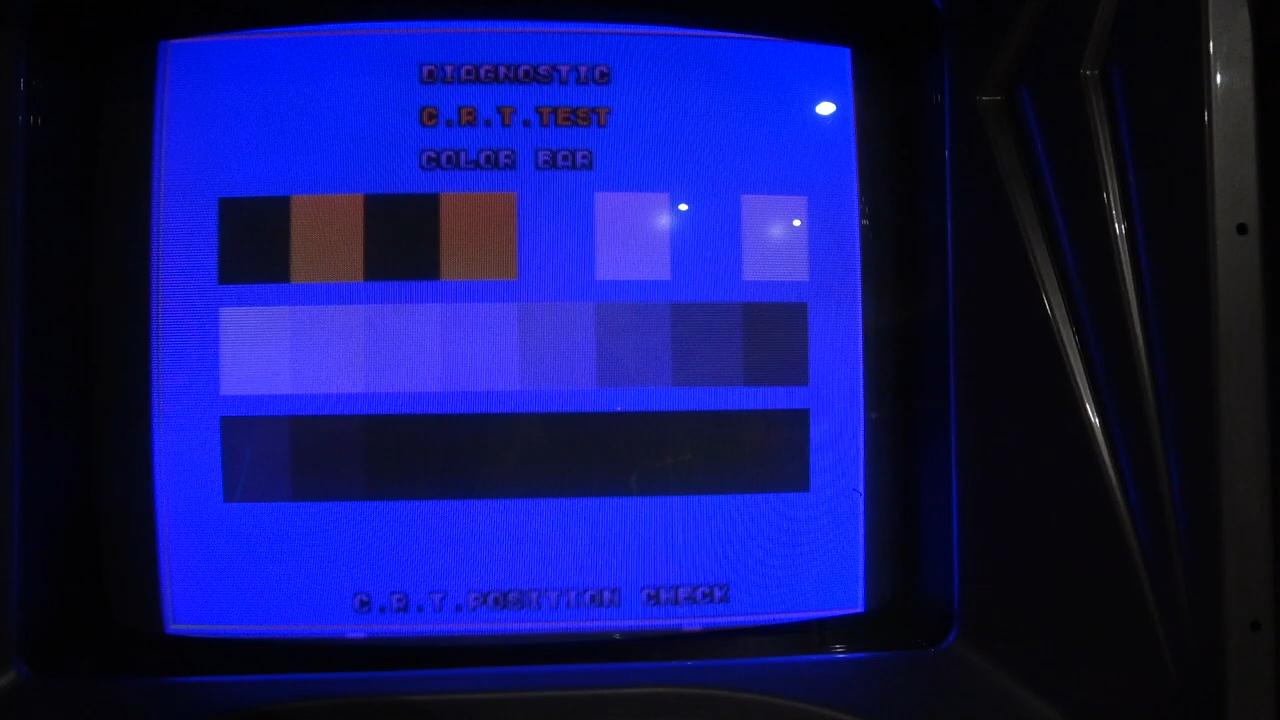 DIAGNOSTIC
C.R.T.TEST
COLOR BAR
C.R.T.POSITION CHECK